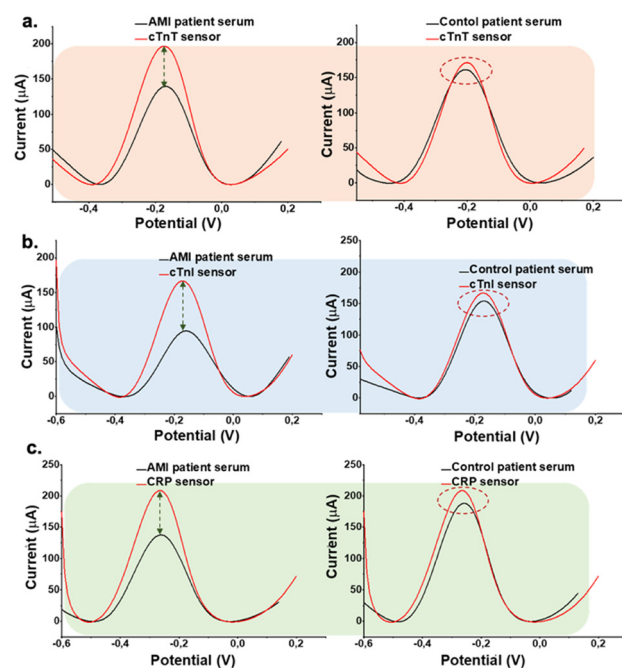 a.
AMI patient serum
cTnT sensor
Contol patient serum
cTnT sensor
Current (µA)
200
150
100
50
0
-0,4
-0,2
0,0
0,2
Potential (V)
Current (µA)
200
150
100
50
0
-0,4
-0,2
0,0
0,2
Potential (V)
b.
AMI patient serum
cTnI sensor
Control patient serum
cTnI sensor
Current (µA)
250
200
150
100
50
0
-0,6
-0,4
-0,2
0,0
0,2
Potential (V)
Current (µA)
250
200
150
100
50
0
-0,4
-0,2
0,0
0,2
Potential (V)
c.
AMI patient serum
CRP sensor
Control patient serum
CRP sensor
Current (µA)
250
200
150
100
50
0
-0,6
-0,4
-0,2
0,0
0,2
Potential (V)
Current (µA)
250
200
150
100
50
0
-0,6
-0,4
-0,2
0,0
0,2
Potential (V)